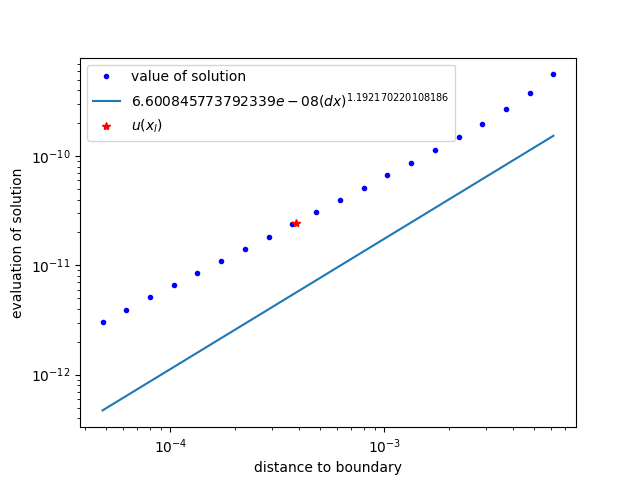 value of solution
6.600845773792339e − 08(dx)^1.192170220108186
u(x_l)
evaluation of solution
10^−10
10^−11
10^−12
10^−4
10^−3
distance to boundary